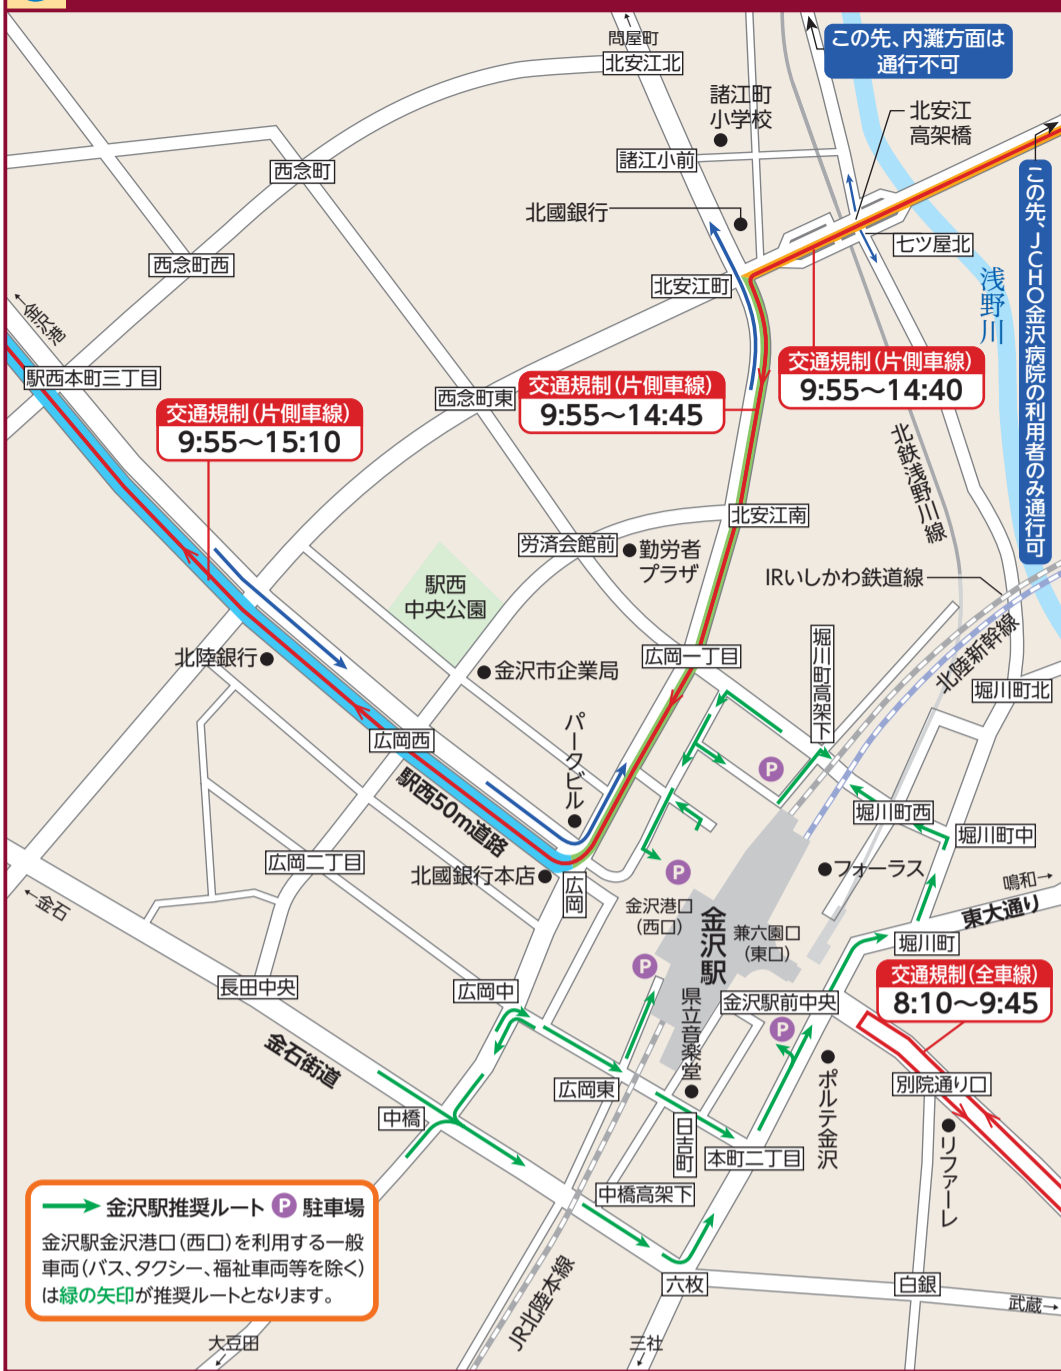 問屋町
北安江北
この先、内灘方面は
通行不可
諸江町
小学校
北安江
高架橋
諸江小前
西念町
北國銀行
七ツ屋北
西念町西
北安江町
浅野川
この先、JCHO金沢病院の利用者のみ通行可
←金沢港
駅西本町三丁目
交通規制(片側車線)
9:55〜15:10
西念町東
交通規制(片側車線)
9:55〜14:45
交通規制(片側車線)
9:55〜14:40
北鉄浅野川線
北安江南
労済会館前
勤労者
プラザ
駅西
中央公園
IRいしかわ鉄道線
北陸新幹線
北陸銀行
金沢市企業局
広岡一丁目
堀川町高架下
堀川町北
広岡西
パークビル
P
駅西50m道路
堀川町西
堀川町中
広岡二丁目
北國銀行本店
広岡
P
フォーラス
鳴和→
東大通り
←金石
金沢港口
(西口)
金沢駅
兼六園口
(東口)
堀川町
P
長田中央
広岡中
県立音楽堂
金沢駅前中央
P
交通規制(全車線)
8:10〜9:45
金石街道
広岡東
ポルテ金沢
別院通り口
中橋
日吉町
本町二丁目
リファーレ
中橋高架下
金沢駅推奨ルート P 駐車場
金沢駅金沢港口(西口)を利用する一般
車両(バス、タクシー、福祉車両等を除く)
は緑の矢印が推奨ルートとなります。
JR北陸本線
六枚
白銀
武蔵→
大豆田
三社